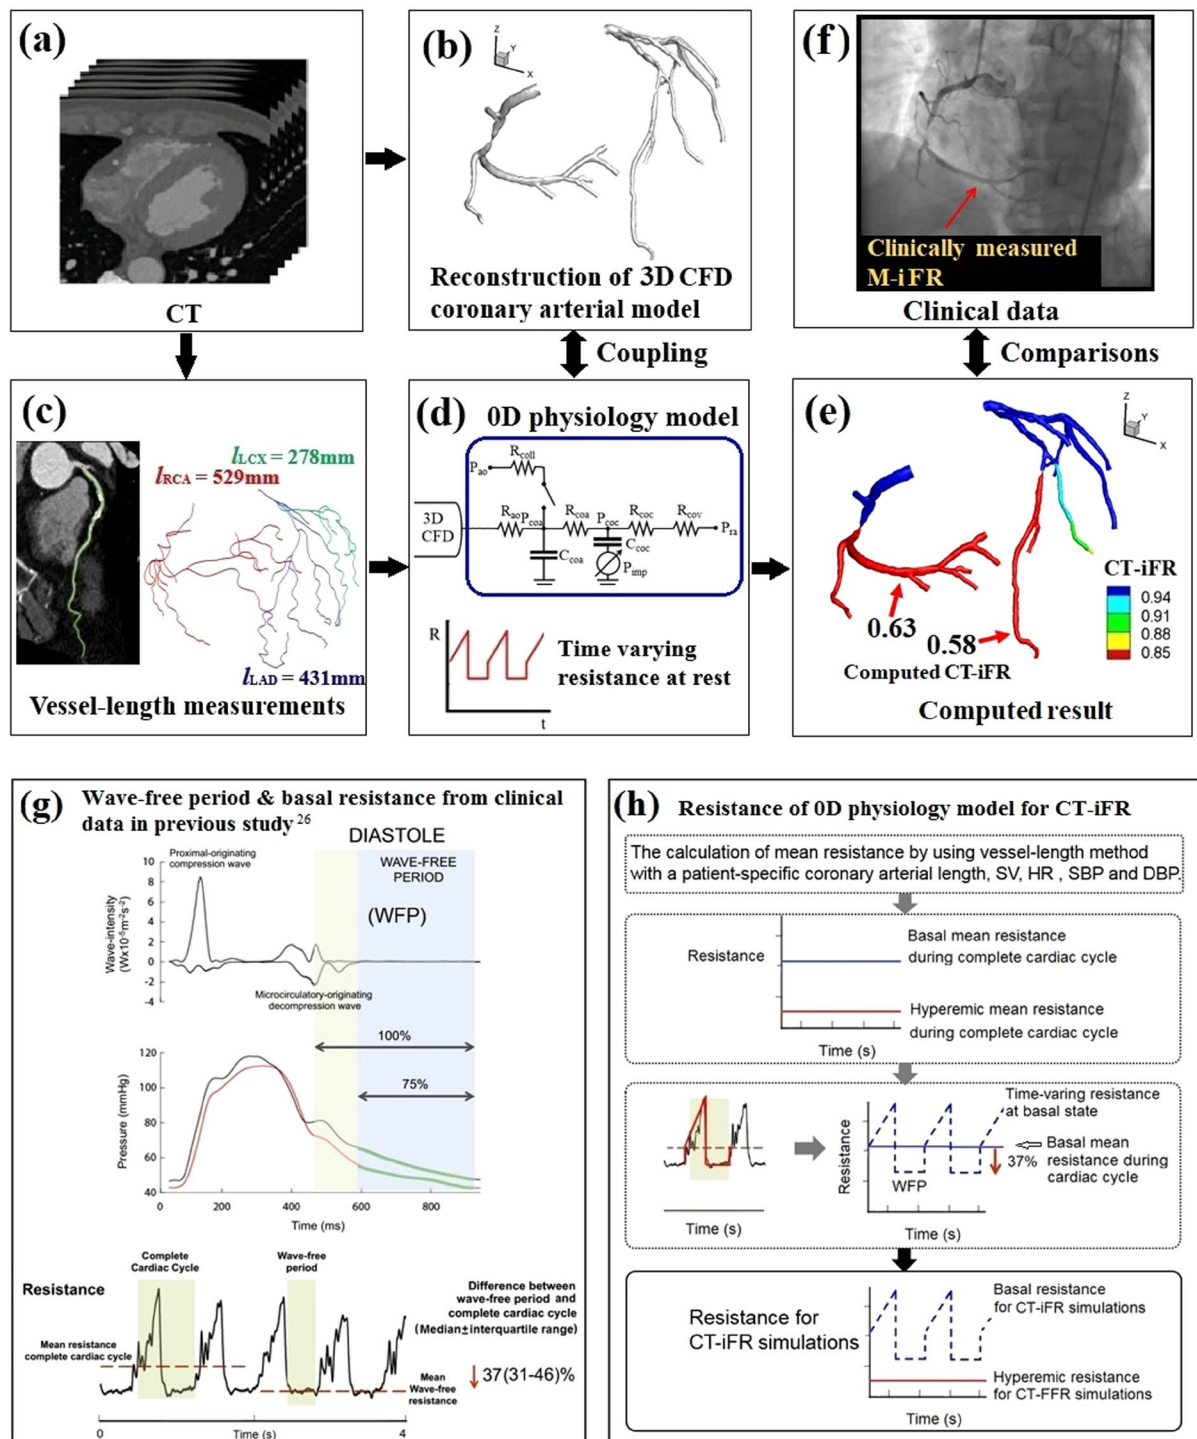 (a)
CT
(b)
Z
Y
X
Reconstruction of 3D CFD
coronary arterial model
(f)
Clinically measured
M-iFR
Clinical data
Coupling
Comparisons
(c)
lLCX = 278mm
lRCA = 529mm
lLAD = 431mm
Vessel-length measurements
(d) 0D physiology model
Rcoll
Pao
3D
CFD
Rao Pcoa Rcoa Pcoc Rcoc Rcov
Pra
Ccoa
Ccoc
Pimp
R
t
Time varying
resistance at rest
(e)
Z
Y
X
CT-iFR
0.94
0.91
0.88
0.85
0.63
0.58
Computed CT-iFR
Computed result
(g) Wave-free period & basal resistance from clinical
data in previous study 26
DIASTOLE
Proximal-originating
compression wave
WAVE-FREE
PERIOD
(WFP)
Wave-intensity
(Wx10-5m-2s-2)
10
8
6
4
2
0
-2
-4
Microcirculatory-originating
decompression wave
100%
75%
Pressure (mmHg)
120
100
80
60
40
0 200 400 600 800
Time (ms)
Complete
Cardiac Cycle
Wave-free
period
Resistance
Difference between
wave-free period and
complete cardiac cycle
(Median±interquartile range)
Mean resistance
complete cardiac cycle
37(31-46)%
Mean
Wave-free
resistance
0 Time (s) 4
(h) Resistance of 0D physiology model for CT-iFR
The calculation of mean resistance by using vessel-length method
with a patient-specific coronary arterial length, SV, HR , SBP and DBP.
Resistance
Basal mean resistance
during complete cardiac cycle
Hyperemic mean resistance
during complete cardiac cycle
Time (s)
Time (s)
Resistance
Time-varing resistance
at basal state
Basal mean
resistance during
cardiac cycle
37%
WFP
Time (s)
Resistance for
CT-iFR simulations
Basal resistance
for CT-iFR simulations
Hyperemic resistance
for CT-FFR simulations
Time (s)